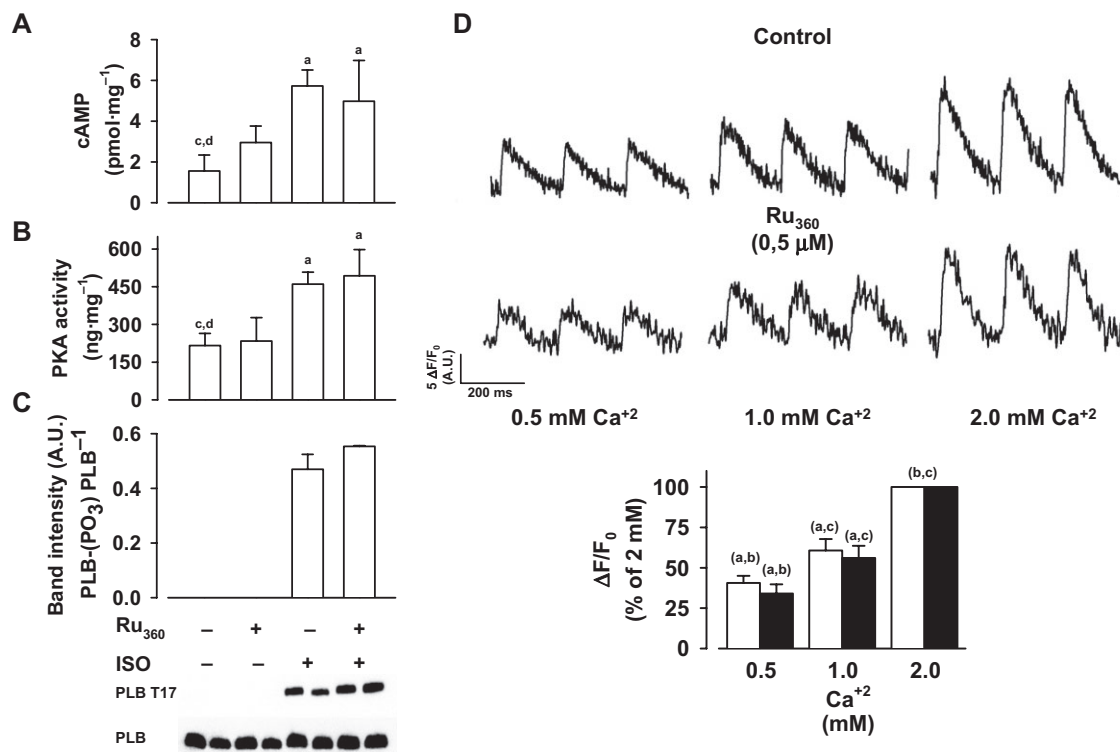 A
cAMP
(pmol·mg⁻¹)
8
6
4
2
0
c,d
a
a
B
PKA activity
(ng·mg⁻¹)
600
450
300
150
0
c,d
a
a
C
Band intensity (A.U.)
PLB-(PO₃) PLB⁻¹
0.6
0.4
0.2
0.0
Ru₃₆₀ – + – +
ISO – – + +
PLB T17
PLB
D
Control
Ru₃₆₀
(0,5 μM)
5 ΔF/F₀
(A.U.)
200 ms
0.5 mM Ca⁺² 1.0 mM Ca⁺² 2.0 mM Ca⁺²
ΔF/F₀
(% of 2 mM)
100
75
50
25
0
(a,b)
(a,b)
(a,c)
(a,c)
(b,c)
0.5 1.0 2.0
Ca⁺²
(mM)